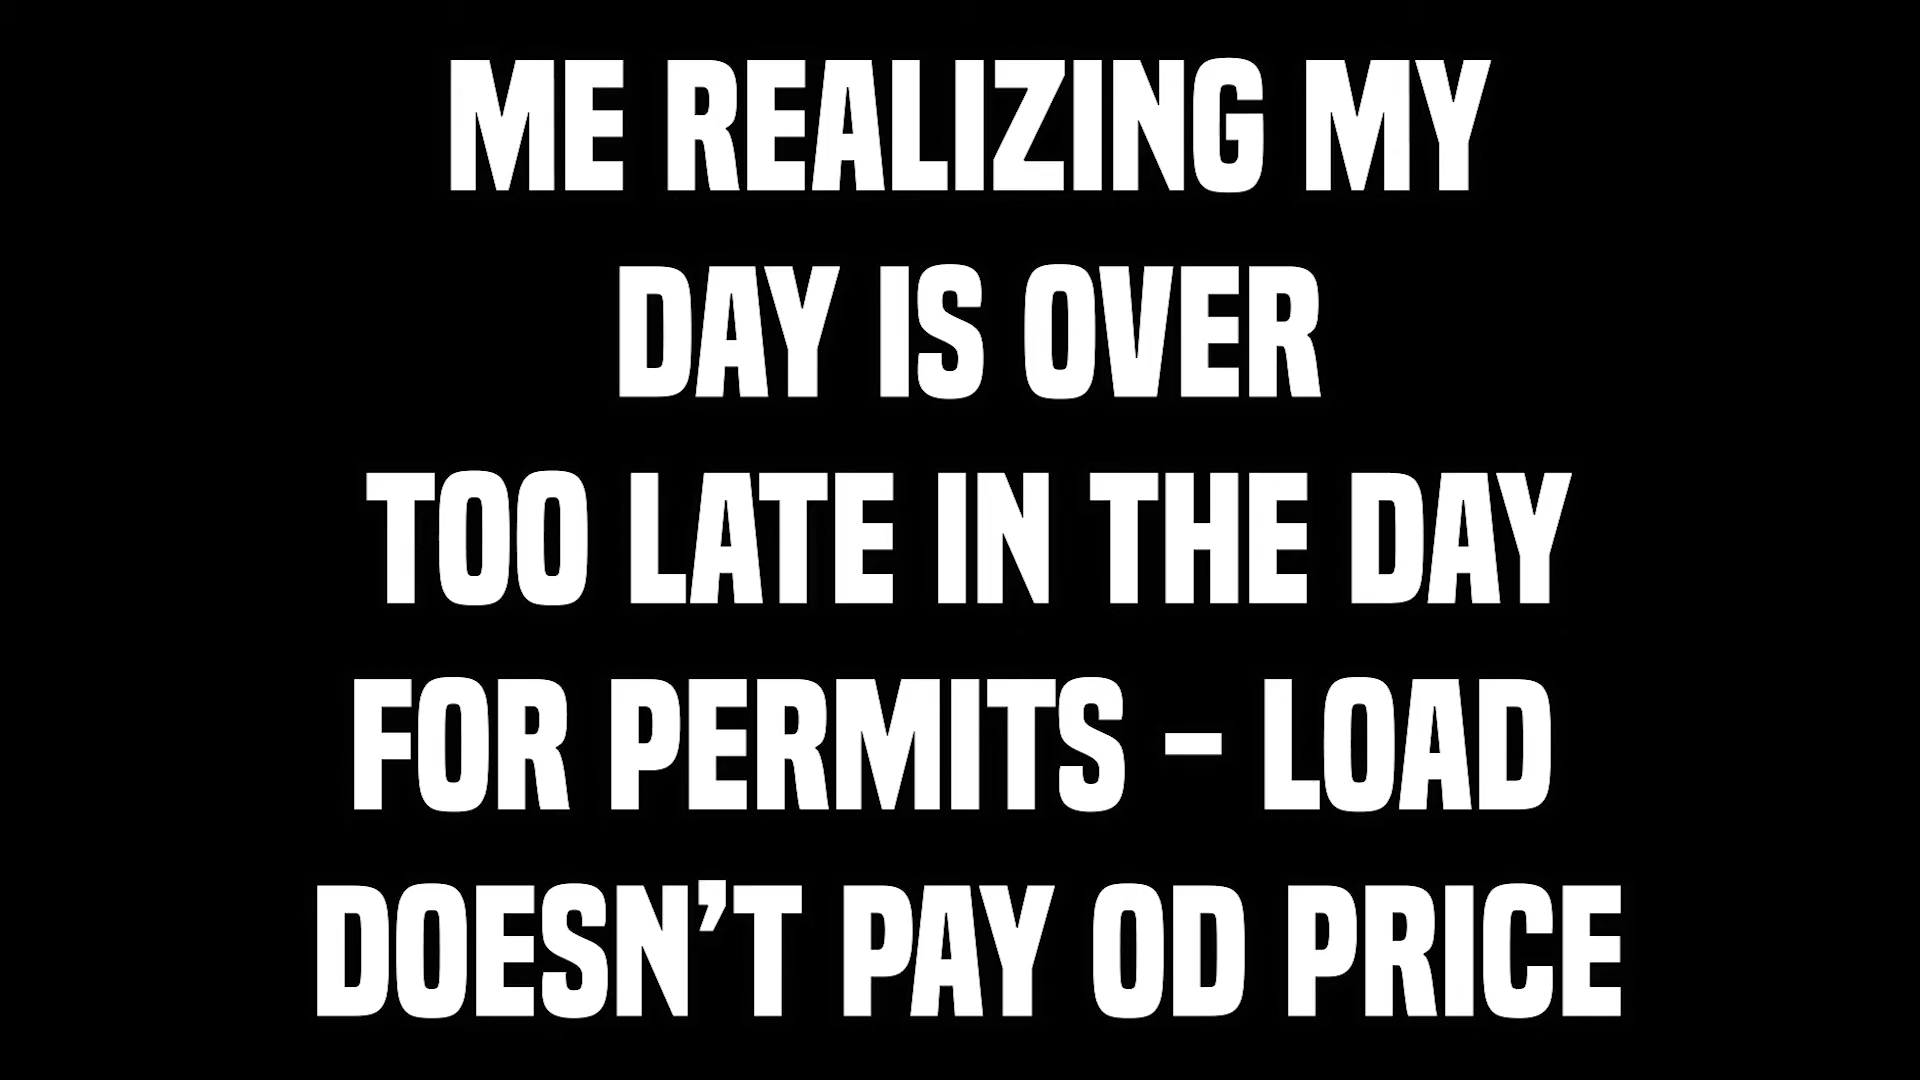 ME REALIZING MY
DAY IS OVER
TOO LATE IN THE DAY
FOR PERMITS – LOAD
DOESN’T PAY OD PRICE